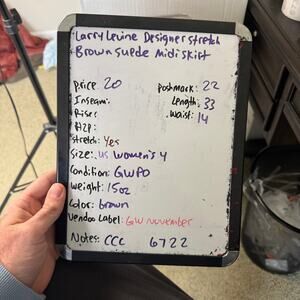 Larry Levine Designer Stretch
Brown Suede Midi Skirt
Price: 20 Poshmark: 22
Inseam: Length: 33
Rise: Waist: 14
P2P:
Stretch: Yes
Size: US Women's 4
Condition: GWPO
Weight: 15oz
Color: Brown
Vendoo Label: GW November
Notes: CCC 6722